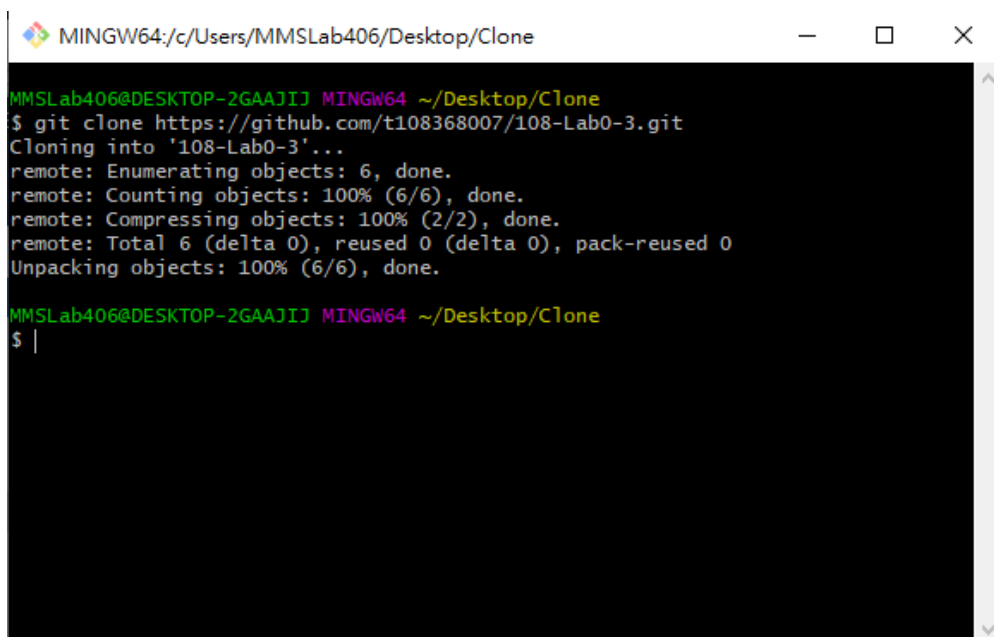 MINGW64:/c/Users/MMSLab406/Desktop/Clone
MMSLab406@DESKTOP-2GAAJIJ MINGW64 ~/Desktop/Clone
$ git clone https://github.com/t108368007/108-Lab0-3.git
Cloning into '108-Lab0-3'...
remote: Enumerating objects: 6, done.
remote: Counting objects: 100% (6/6), done.
remote: Compressing objects: 100% (2/2), done.
remote: Total 6 (delta 0), reused 0 (delta 0), pack-reused 0
Unpacking objects: 100% (6/6), done.
MMSLab406@DESKTOP-2GAAJIJ MINGW64 ~/Desktop/Clone
$